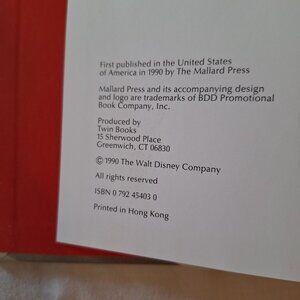 First published in the United States
of America in 1990 by The Mallard Press
Mallard Press and its accompanying design
and logo are trademarks of BDD Promotional
Book Company, Inc.
Produced by
Twin Books
15 Sherwood Place
Greenwich, CT 06830
© 1990 The Walt Disney Company
All rights reserved
ISBN 0 792 45403 0
Printed in Hong Kong